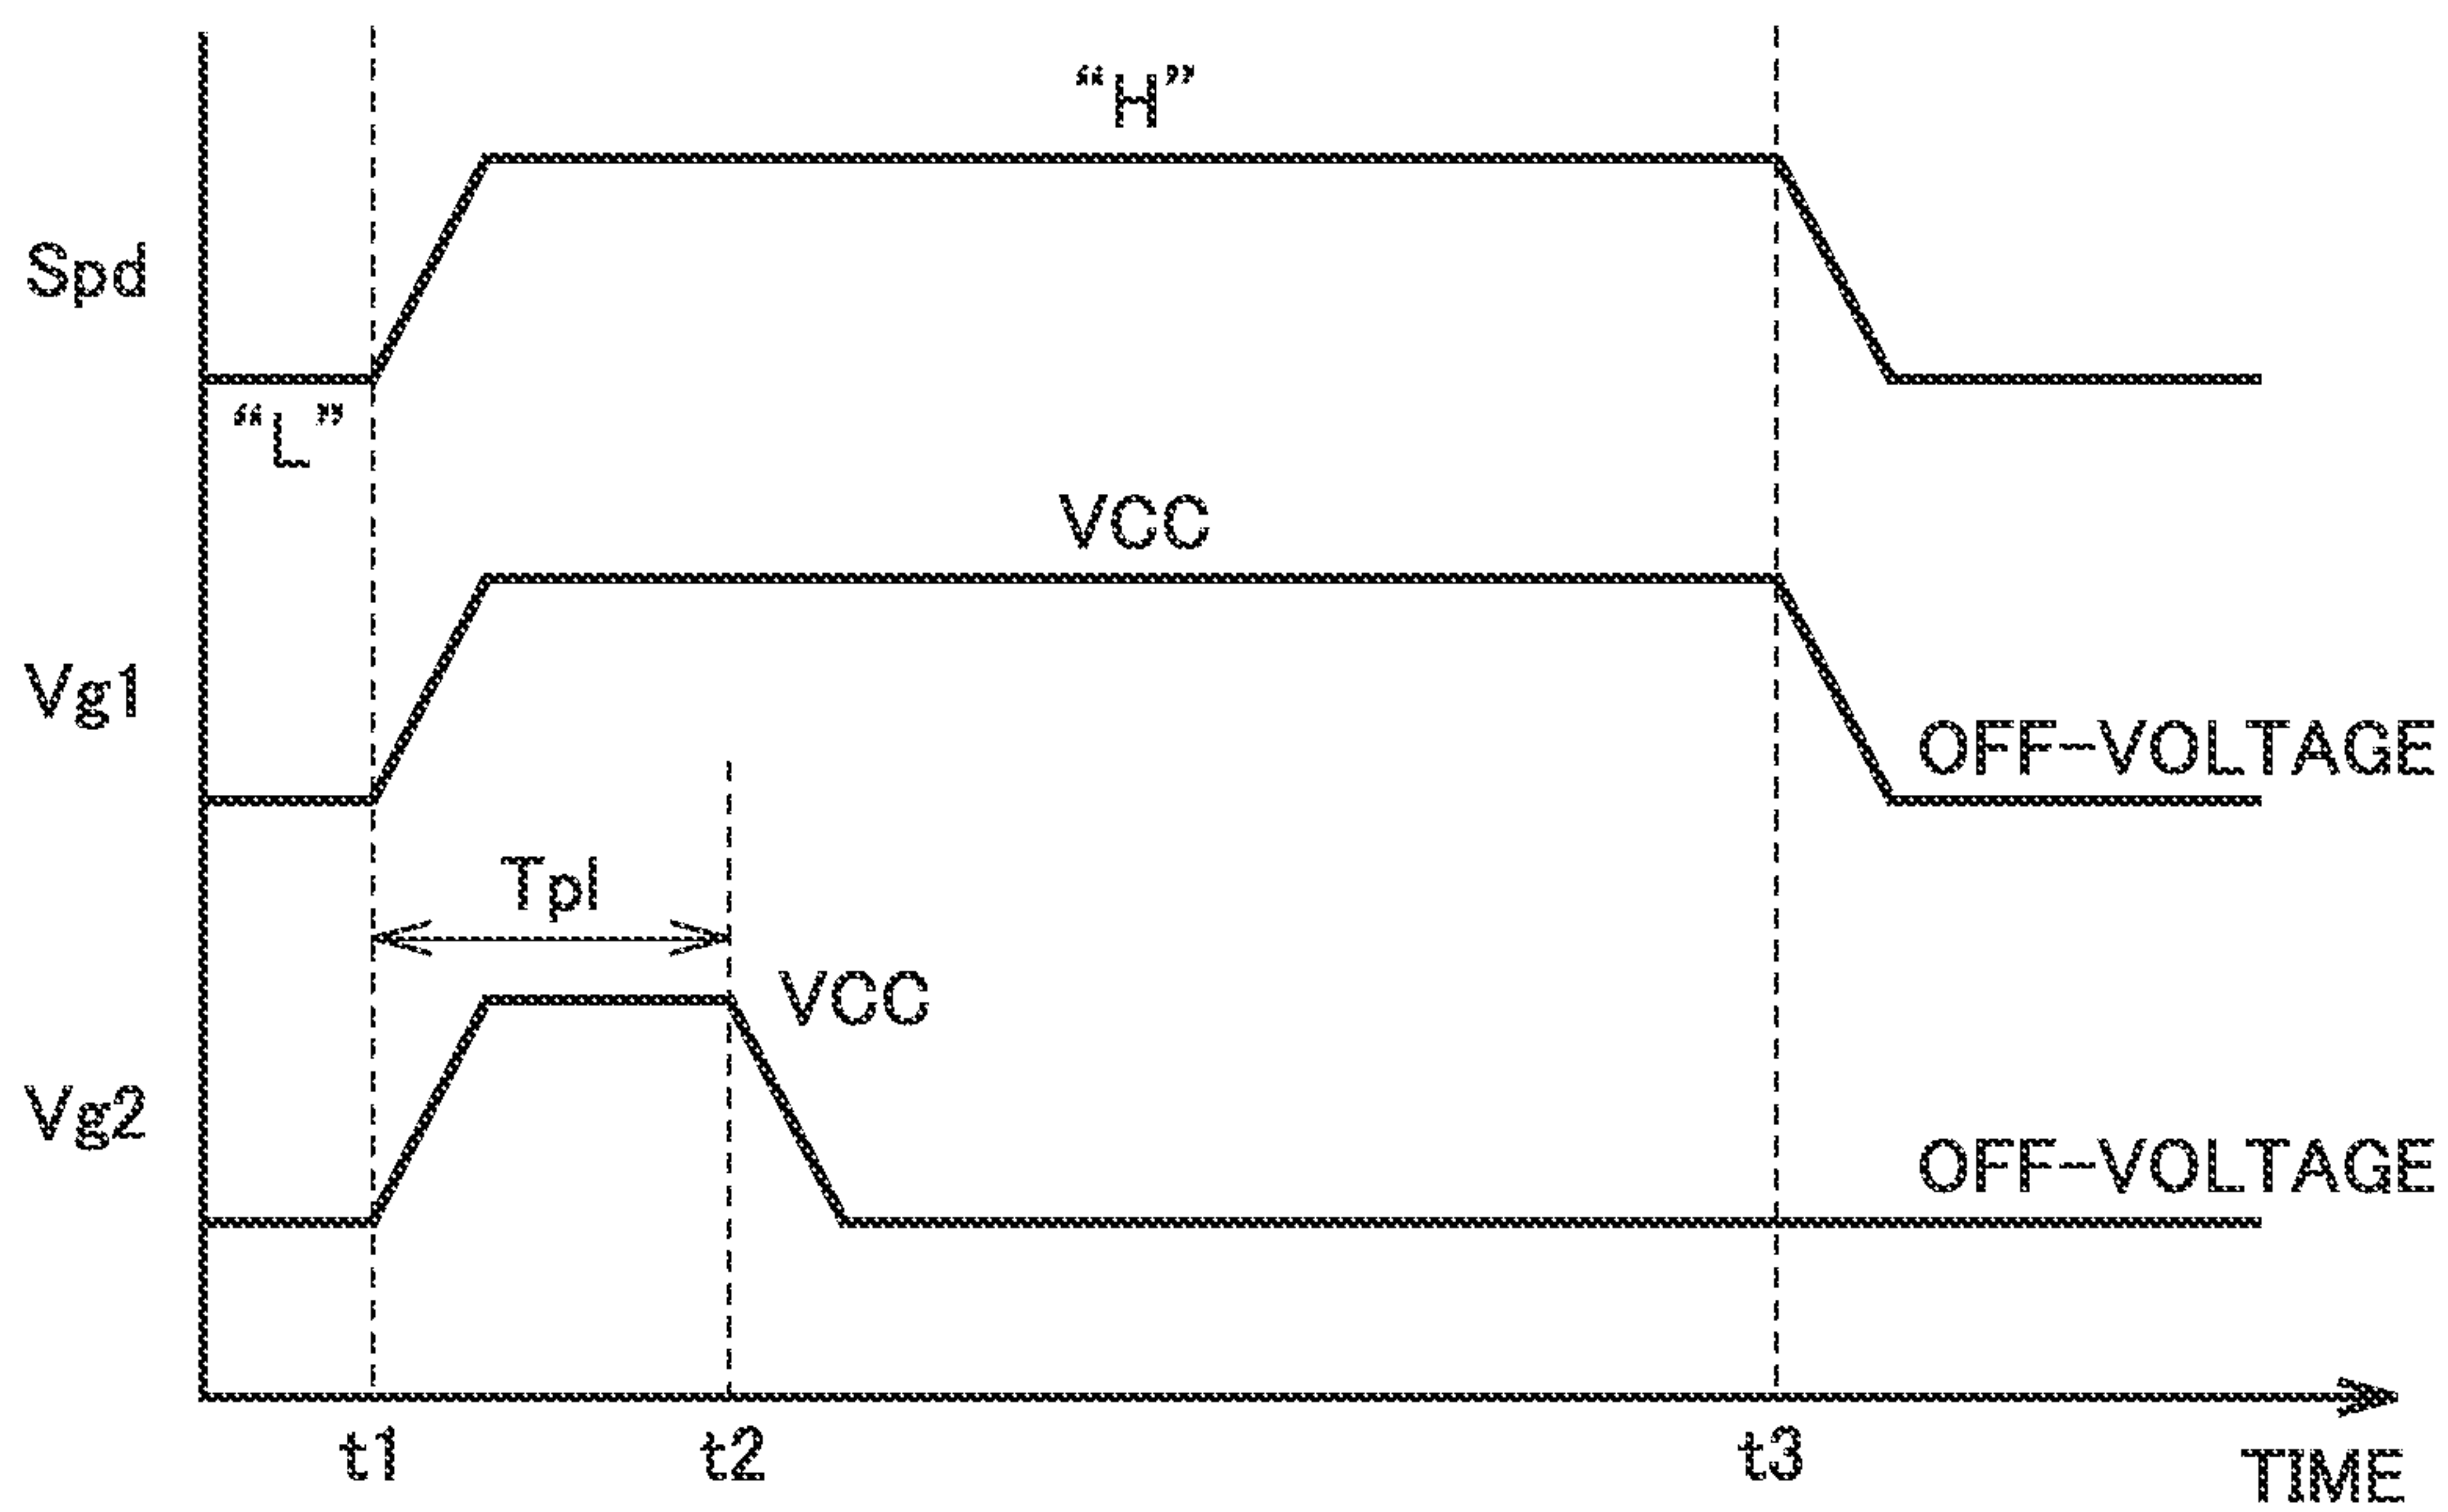 “H”
Spd
“L”
VCC
Vg1
OFF-VOLTAGE
Tpl
VCC
Vg2
OFF-VOLTAGE
t1 t2 t3
TIME